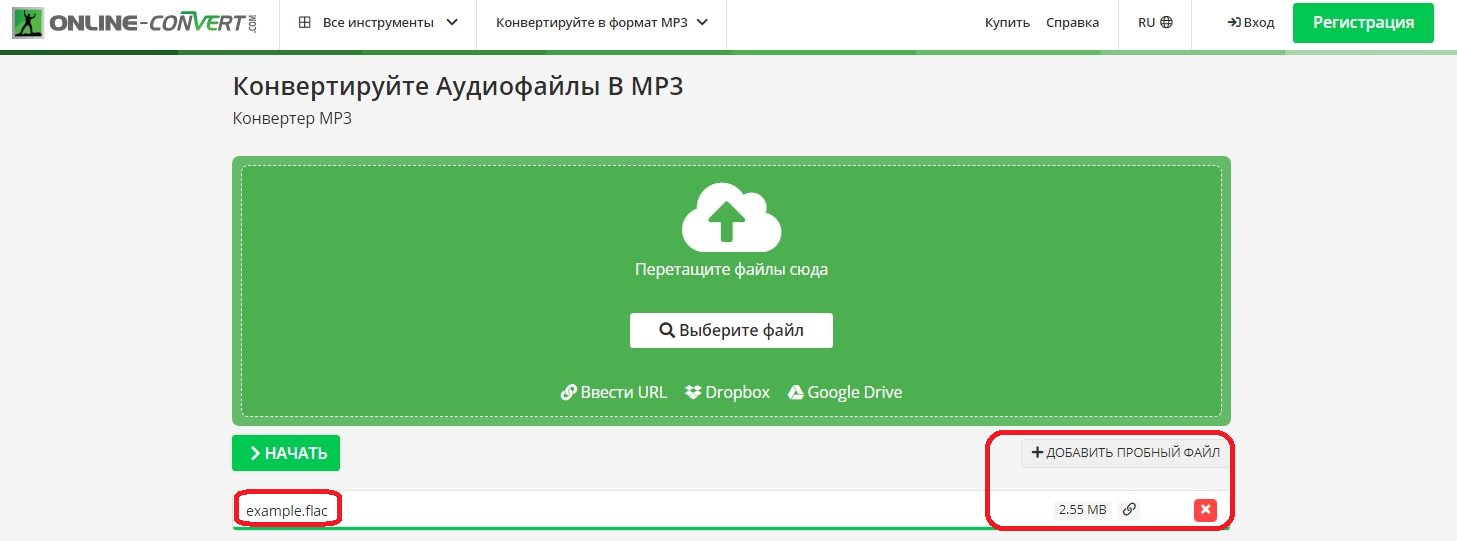 ONLINE-CONVERT.COM
Все инструменты
Конвертируйте в формат MP3
Купить
Справка
RU
Вход
Регистрация
Конвертируйте Аудиофайлы В MP3
Конвертер MP3
Перетащите файлы сюда
Выберите файл
Ввести URL
Dropbox
Google Drive
НАЧАТЬ
ДОБАВИТЬ ПРОБНЫЙ ФАЙЛ
example.flac
2.55 MB